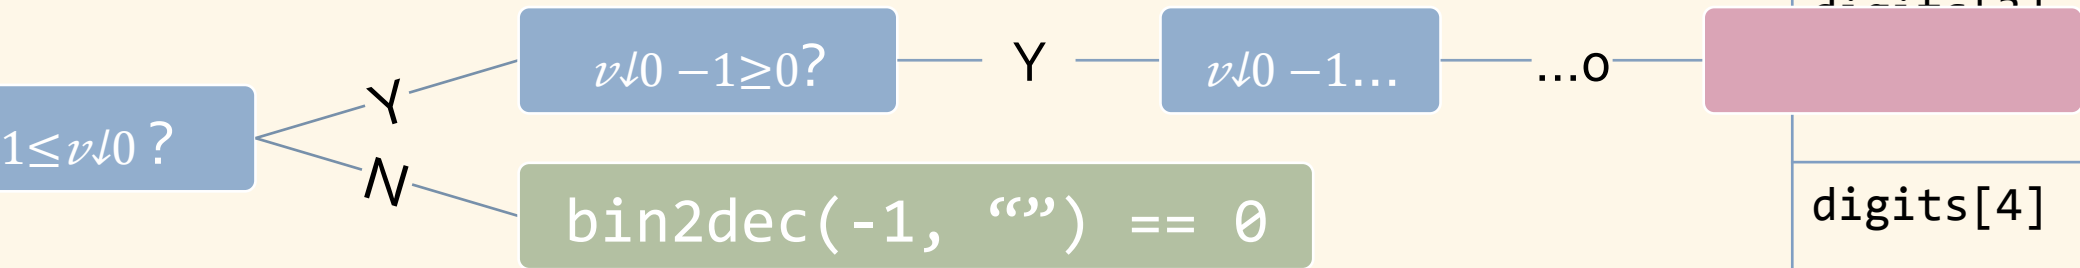 1≤𝑣↓0 ?
Y
N
𝑣↓0 −1≥0?
Y
𝑣↓0 −1…
…o
bin2dec(-1, “”) == 0
digits[4]